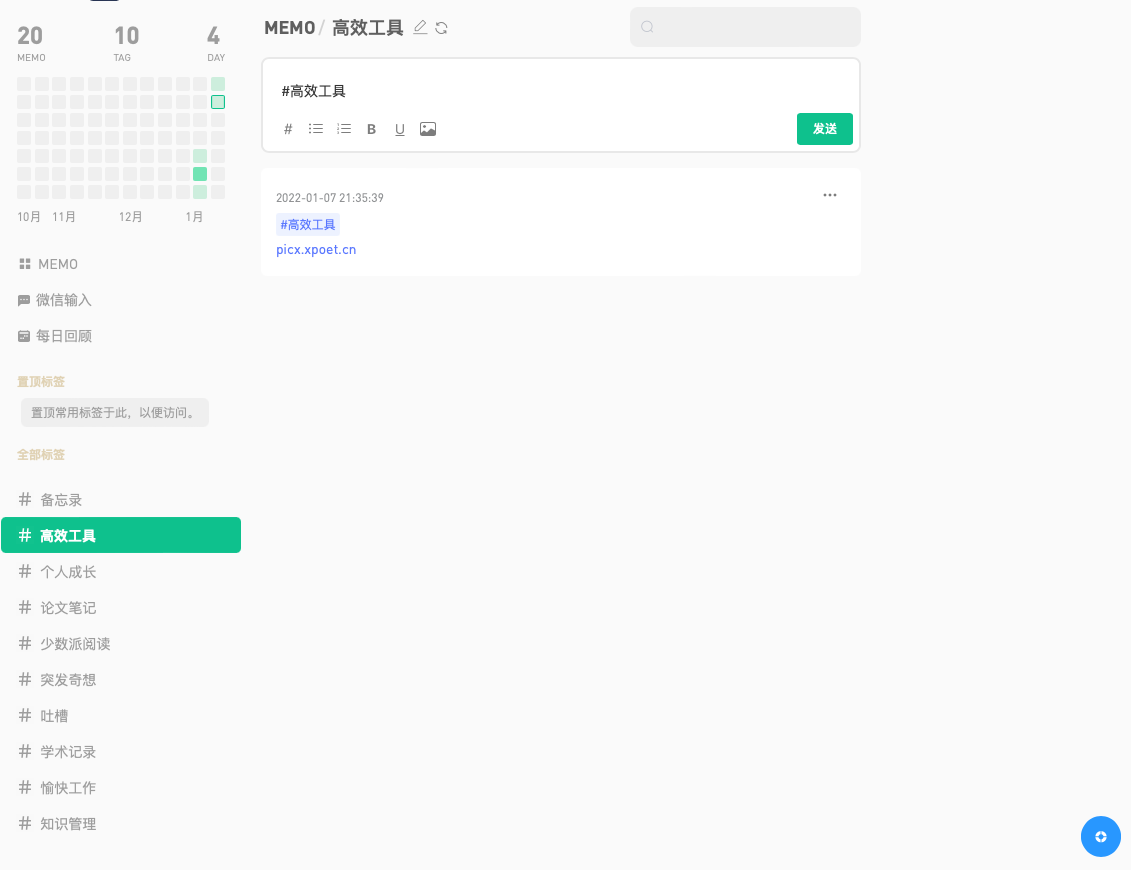 20 10 4
MEMO TAG DAY
10月 11月 12月 1月
MEMO
微信输入
每日回顾
置顶标签
置顶常用标签于此，以便访问。
全部标签
# 备忘录
# 高效工具
# 个人成长
# 论文笔记
# 少数派阅读
# 突发奇想
# 吐槽
# 学术记录
# 愉快工作
# 知识管理
MEMO / 高效工具
#高效工具
# B U
发送
2022-01-07 21:35:39
#高效工具
picx.xpoet.cn